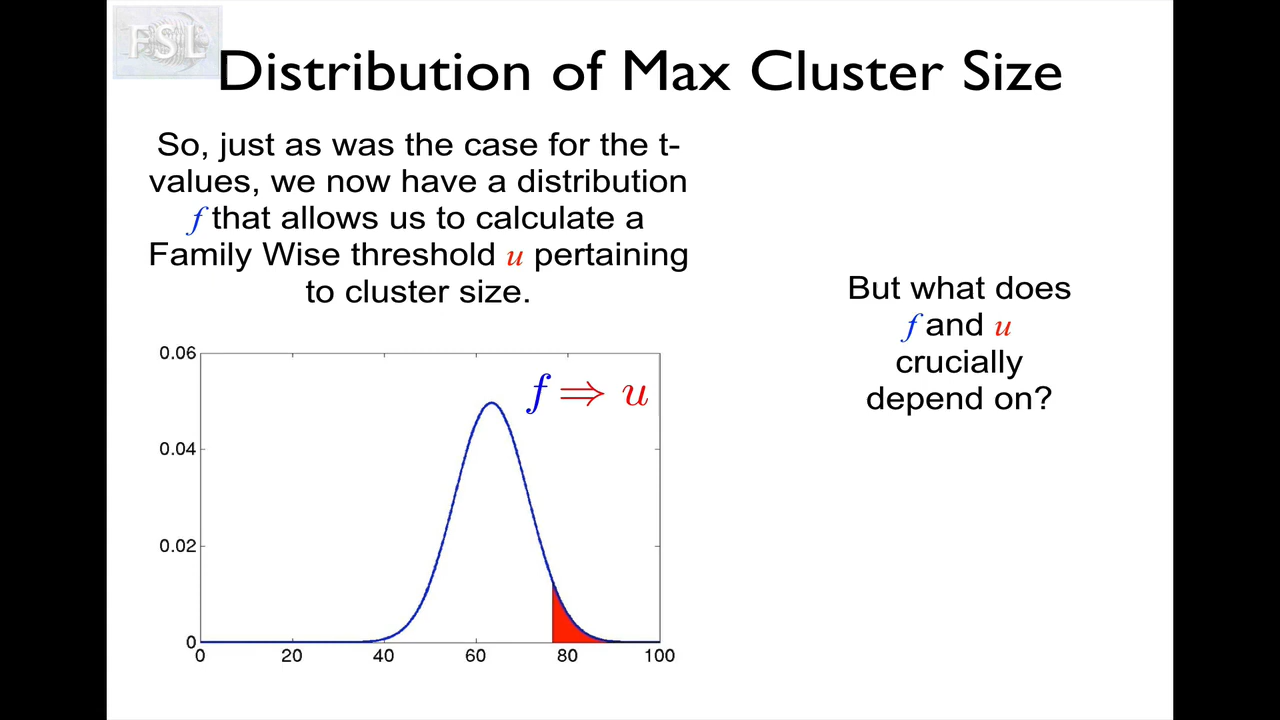 FSL
Distribution of Max Cluster Size
So, just as was the case for the t-
values, we now have a distribution
f that allows us to calculate a
Family Wise threshold u pertaining
to cluster size.
But what does
f and u
crucially
depend on?
0.06
0.04
0.02
0
f ⇒ u
0 20 40 60 80 100